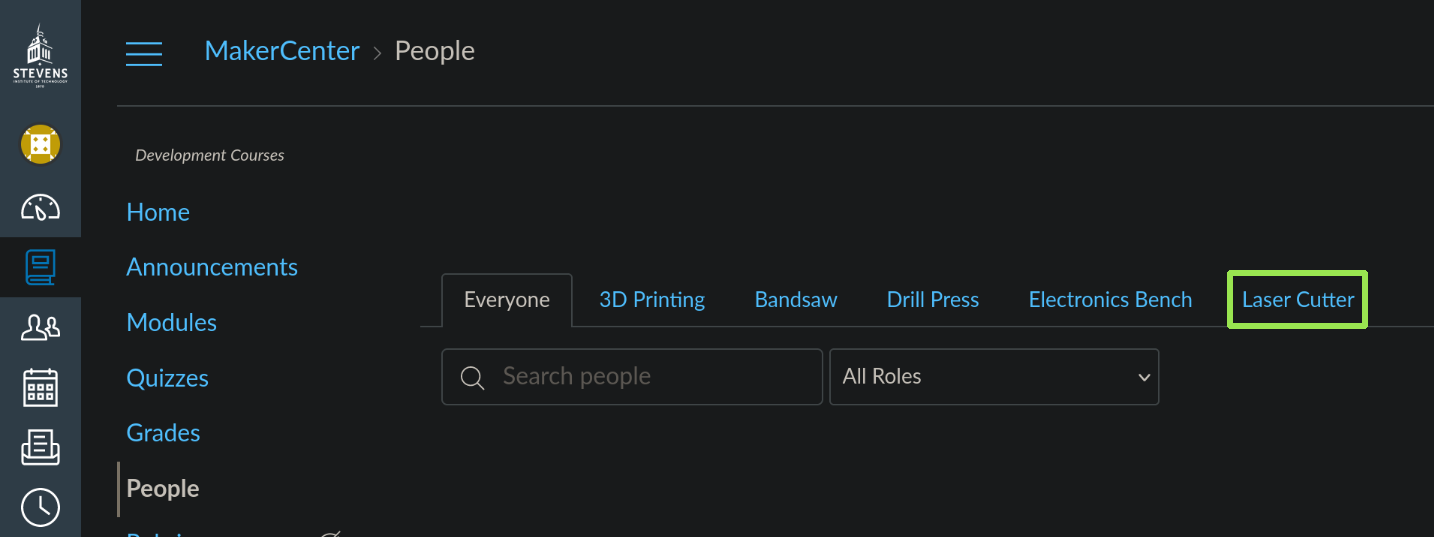 STEVENS
INSTITUTE OF TECHNOLOGY
1870
MakerCenter > People
Development Courses
Home
Announcements
Modules
Quizzes
Grades
People
Everyone 3D Printing Bandsaw Drill Press Electronics Bench Laser Cutter
Search people All Roles